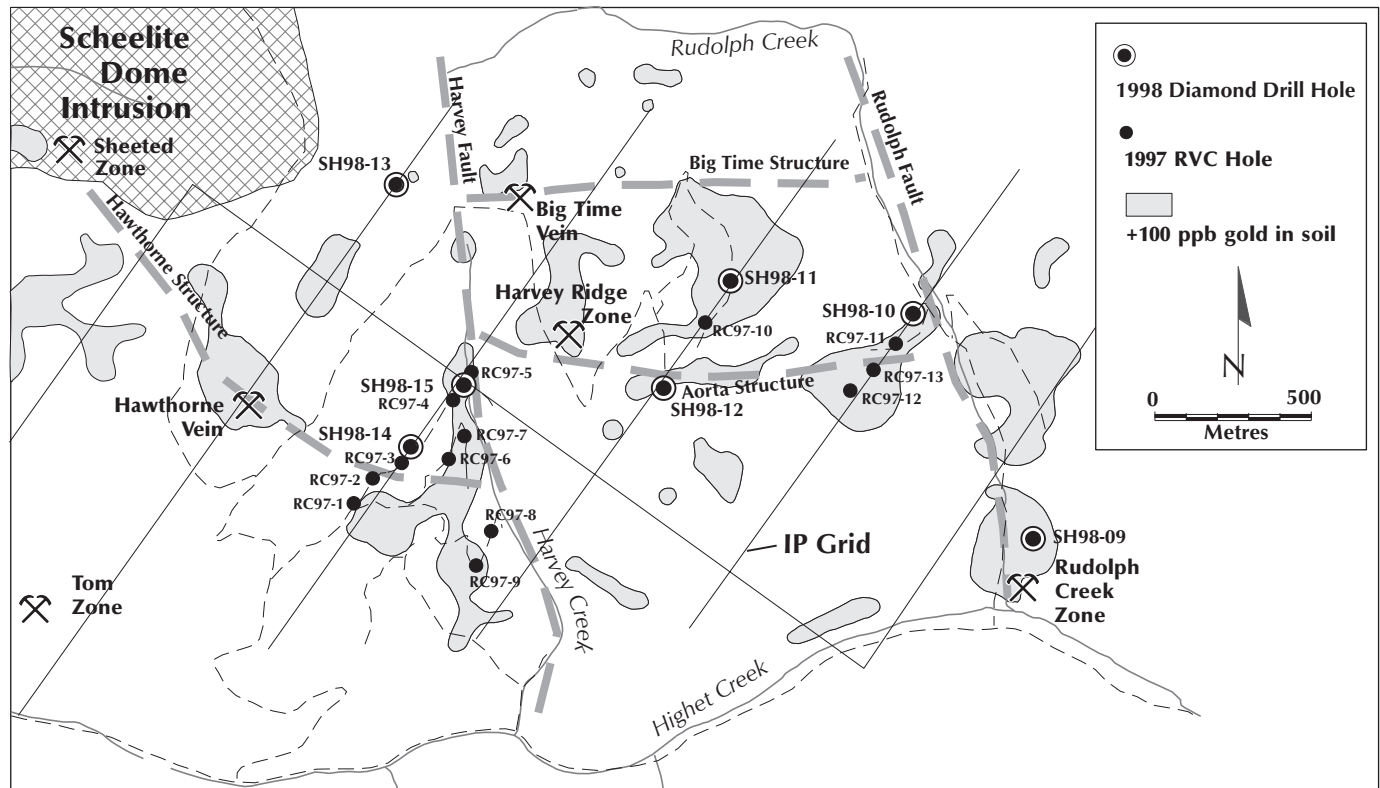 Scheelite
Dome
Intrusion
Sheeted
Zone
Rudolph Creek
Harvey Fault
Rudolph Fault
SH98-13
Big Time Structure
Hawthorne Structure
Big Time
Vein
Harvey Ridge
Zone
SH98-11
SH98-10
RC97-10
RC97-11
RC97-5
SH98-15
RC97-4
RC97-13
RC97-12
Aorta Structure
SH98-12
Hawthorne
Vein
SH98-14
RC97-7
RC97-3
RC97-6
RC97-2
RC97-1
RC97-8
RC97-9
Harvey Creek
IP Grid
SH98-09
Rudolph
Creek
Zone
Tom
Zone
Highet Creek
1998 Diamond Drill Hole
1997 RVC Hole
+100 ppb gold in soil
N
0 500
Metres